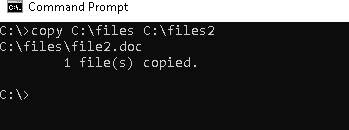 C:\. Command Prompt
C:\>copy C:\files C:\files2
C:\files\file2.doc
        1 file(s) copied.
C:\>